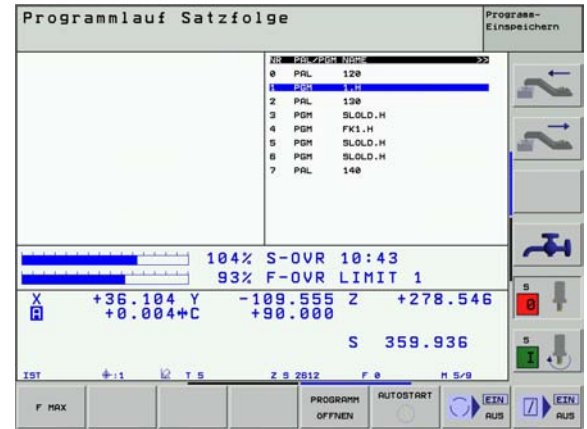 Programmlauf Satzfolge
Programm-
Einspeichern
NR PAL/PGM NAME >>
0 PAL 120
1 PGM 1.H
2 PAL 130
3 PGM SLOLD.H
4 PGM FK1.H
5 PGM SLOLD.H
6 PGM SLOLD.H
7 PAL 140
104% S-OVR 10:43
93% F-OVR LIMIT 1
X +36.104 Y -109.555 Z +278.546
A +0.004 C +90.000
S 359.936
IST :1 T 5 Z S 2612 F 0 M 5/9
S 0
S I
F MAX
PROGRAMM
OFFNEN
AUTOSTART
EIN
AUS
EIN
AUS